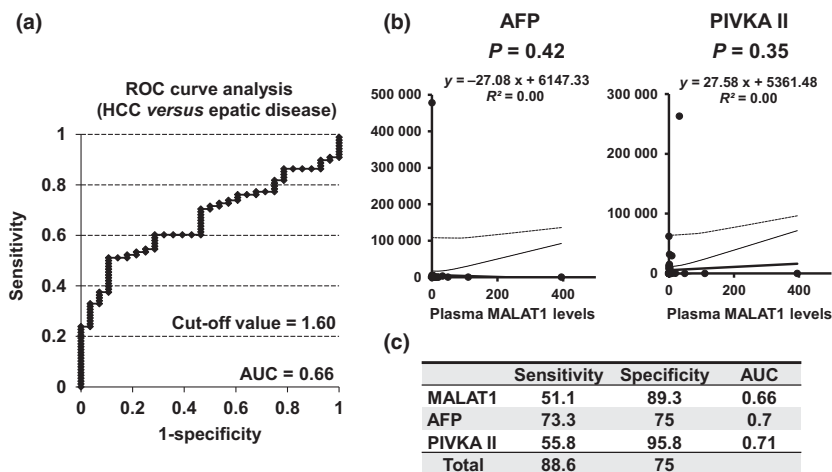 (a)
ROC curve analysis
(HCC versus epatic disease)
1
0.8
0.6
0.4
0.2
0
Sensitivity
Cut-off value = 1.60
AUC = 0.66
0 0.2 0.4 0.6 0.8 1
1-specificity
(b)
AFP
P = 0.42
y = –27.08 x + 6147.33
R² = 0.00
500 000
400 000
300 000
200 000
100 000
0
0 200 400 600
Plasma MALAT1 levels
PIVKA II
P = 0.35
y = 27.58 x + 5361.48
R² = 0.00
300 000
200 000
100 000
0
0 200 400 600
Plasma MALAT1 levels
(c)
Sensitivity Specificity AUC
MALAT1 51.1 89.3 0.66
AFP 73.3 75 0.7
PIVKA II 55.8 95.8 0.71
Total 88.6 75